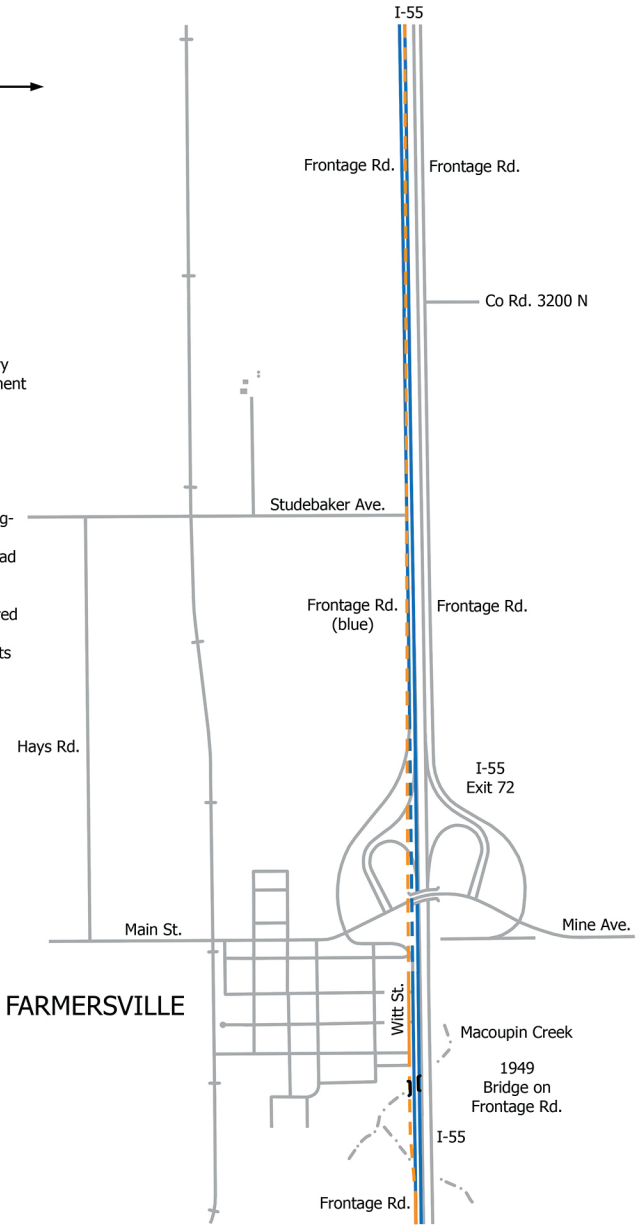 I-55
Frontage Rd.
Frontage Rd.
Co Rd. 3200 N
ry
ment
Studebaker Ave.
g-
ad
Frontage Rd.
(blue)
Frontage Rd.
red
ts
Hays Rd.
I-55
Exit 72
Main St.
Mine Ave.
FARMERSVILLE
Witt St.
Macoupin Creek
1949
Bridge on
Frontage Rd.
I-55
Frontage Rd.